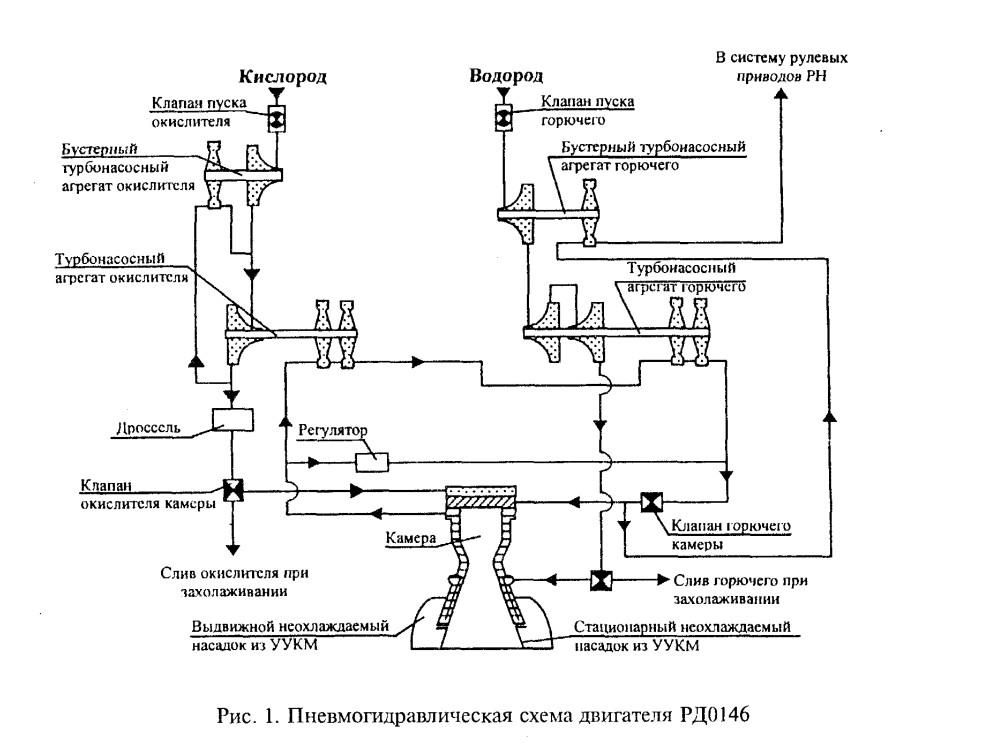 В систему рулевых
приводов РН
Кислород
Водород
Клапан пуска
окислителя
Клапан пуска
горючего
Бустерный
турбонасосный
агрегат окислителя
Бустерный турбонасосный
агрегат горючего
Турбонасосный
агрегат окислителя
Турбонасосный
агрегат горючего
Дроссель
Регулятор
Клапан
окислителя камеры
Камера
Клапан горючего
камеры
Слив окислителя при
захолаживании
Слив горючего при
захолаживании
Выдвижной неохлаждаемый
насадок из УУКМ
Стационарный неохлаждаемый
насадок из УУКМ
Рис. 1. Пневмогидравлическая схема двигателя РД0146